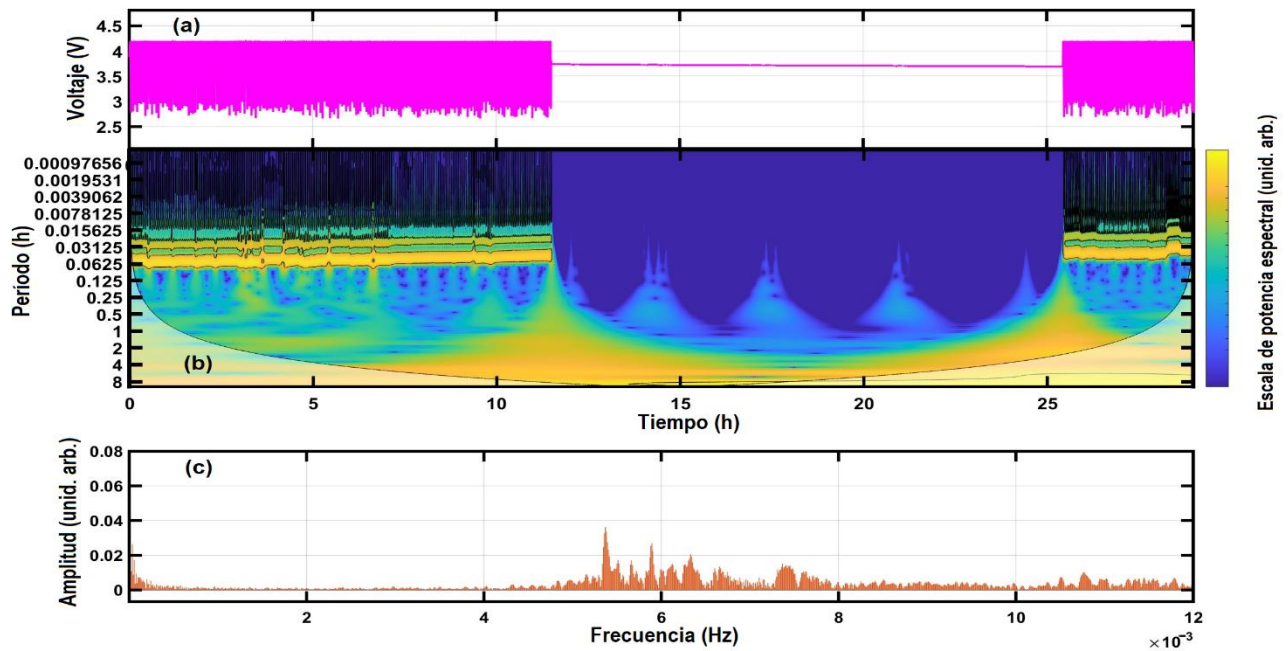 (a)
Voltaje (V)
4.5
4
3.5
3
2.5
Período (h)
0.00097656
0.0019531
0.0039062
0.0078125
0.015625
0.03125
0.0625
0.125
0.25
0.5
1
2
4
8
(b)
0 5 10 15 20 25
Tiempo (h)
Escala de potencia espectral (unid. arb.)
(c)
Amplitud (unid. arb.)
0.08
0.06
0.04
0.02
0
2 4 6 8 10 12
Frecuencia (Hz)
×10⁻³